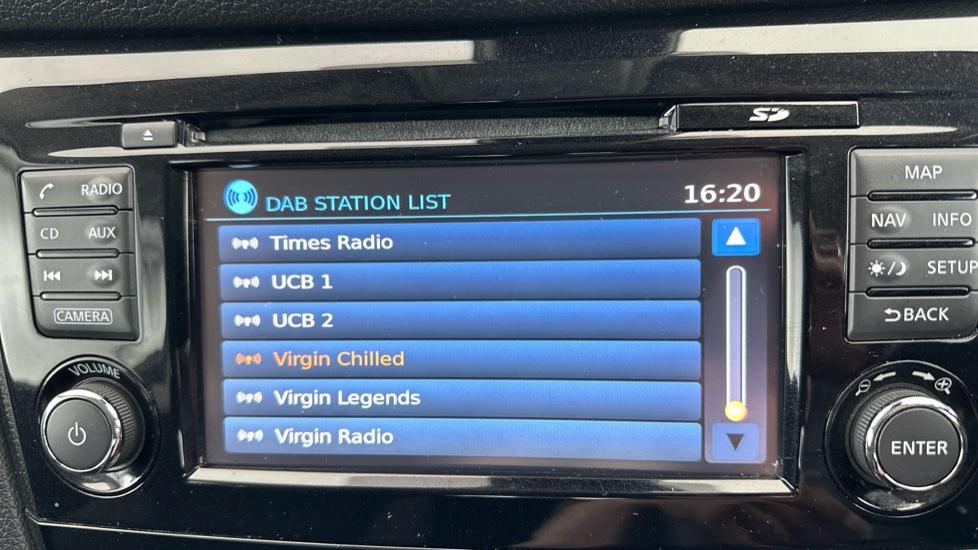 SD
RADIO
CD AUX
CAMERA
VOLUME
DAB STATION LIST 16:20
Times Radio
UCB 1
UCB 2
Virgin Chilled
Virgin Legends
Virgin Radio
MAP
NAV INFO
SETUP
BACK
ENTER